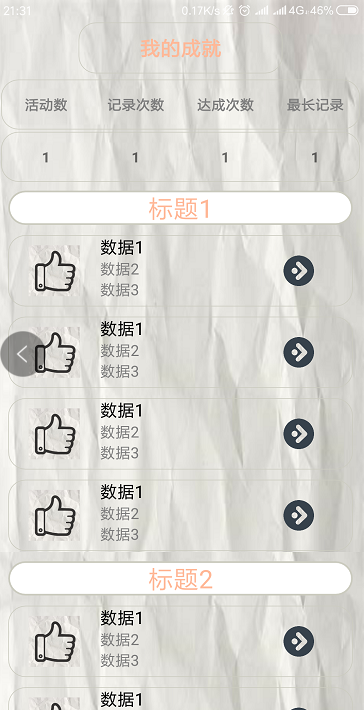 21:31 0.17K/s 4G 46%
我的成就
活动数 记录次数 达成次数 最长记录
1 1 1 1
标题1
数据1
数据2
数据3
数据1
数据2
数据3
数据1
数据2
数据3
数据1
数据2
数据3
标题2
数据1
数据2
数据3
数据1